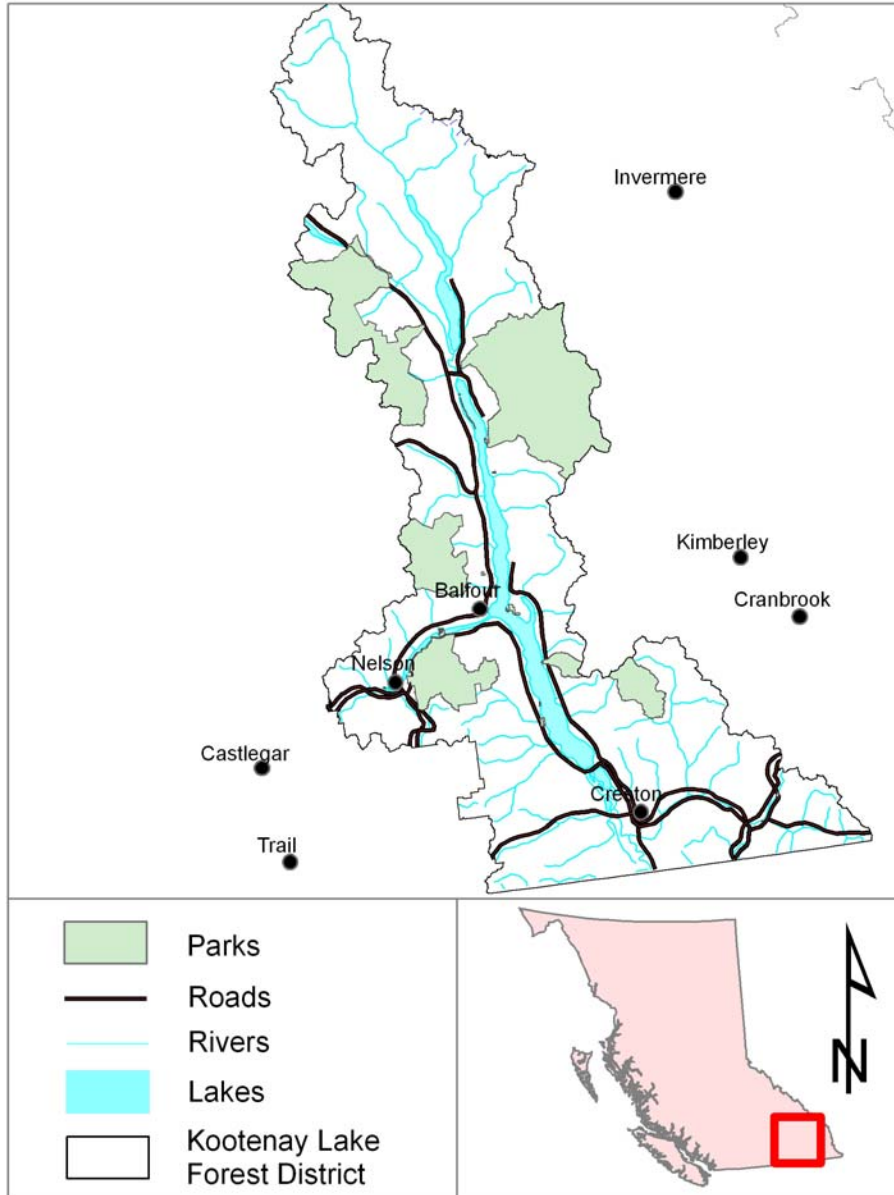 Invermere
Kimberley
Balfour
Cranbrook
Nelson
Castlegar
Creston
Trail
Parks
Roads
Rivers
Lakes
Kootenay Lake
Forest District
N